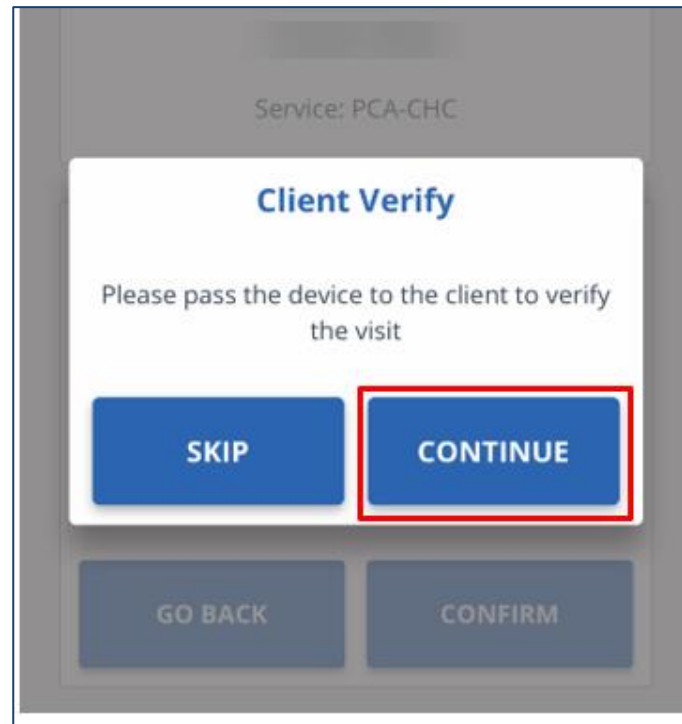 Service: PCA-CHC
Client Verify
Please pass the device to the client to verify
the visit
SKIP
CONTINUE
GO BACK
CONFIRM